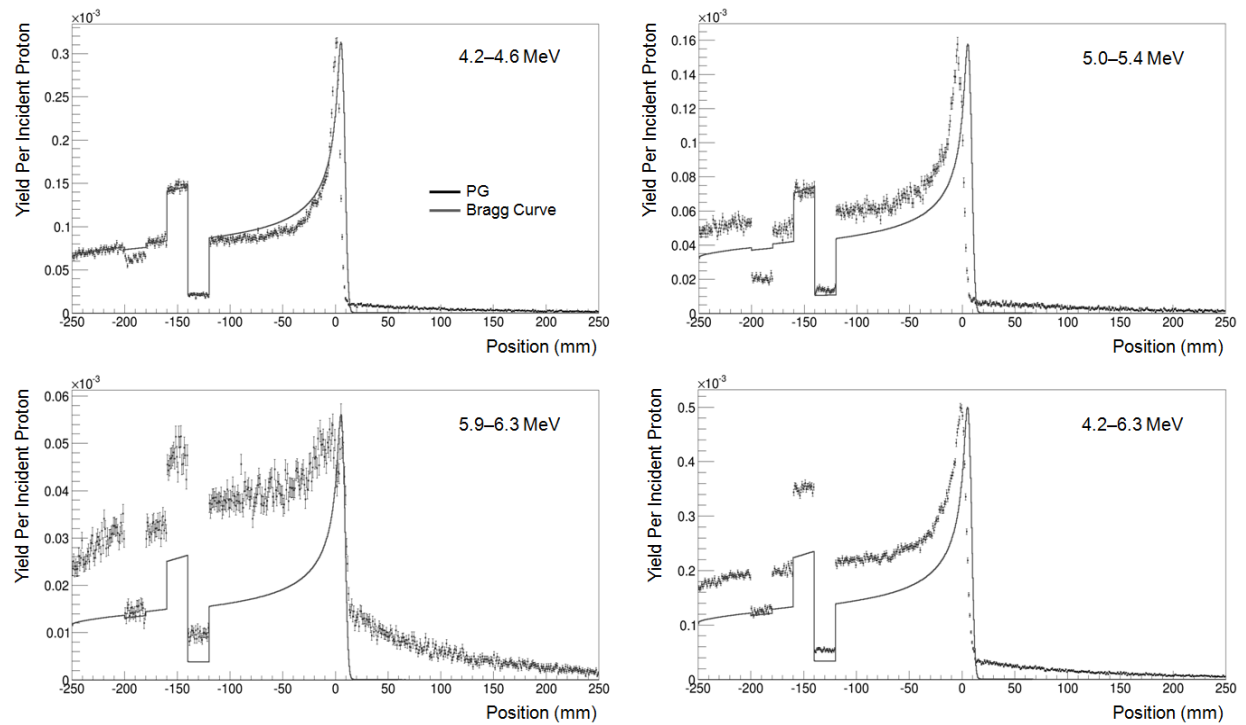 ×10⁻³
Yield Per Incident Proton
0.3
0.25
0.2
0.15
0.1
0.05
0
4.2–4.6 MeV
PG
Bragg Curve
-250 -200 -150 -100 -50 0 50 100 150 200 250
Position (mm)
×10⁻³
Yield Per Incident Proton
0.16
0.14
0.12
0.1
0.08
0.06
0.04
0.02
0
5.0–5.4 MeV
-250 -200 -150 -100 -50 0 50 100 150 200 250
Position (mm)
×10⁻³
Yield Per Incident Proton
0.06
0.05
0.04
0.03
0.02
0.01
0
5.9–6.3 MeV
-250 -200 -150 -100 -50 0 50 100 150 200 250
Position (mm)
×10⁻³
Yield Per Incident Proton
0.5
0.4
0.3
0.2
0.1
0
4.2–6.3 MeV
-250 -200 -150 -100 -50 0 50 100 150 200 250
Position (mm)